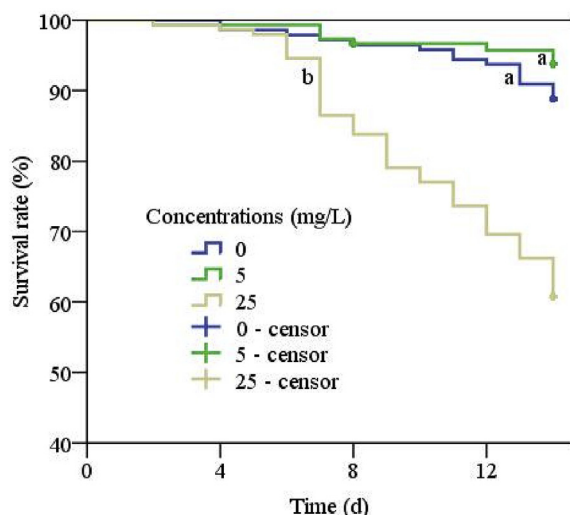 100
90
80
70
60
50
40
Survival rate (%)
a
b
a
Concentrations (mg/L)
0
5
25
0 - censor
5 - censor
25 - censor
0
4
8
12
Time (d)